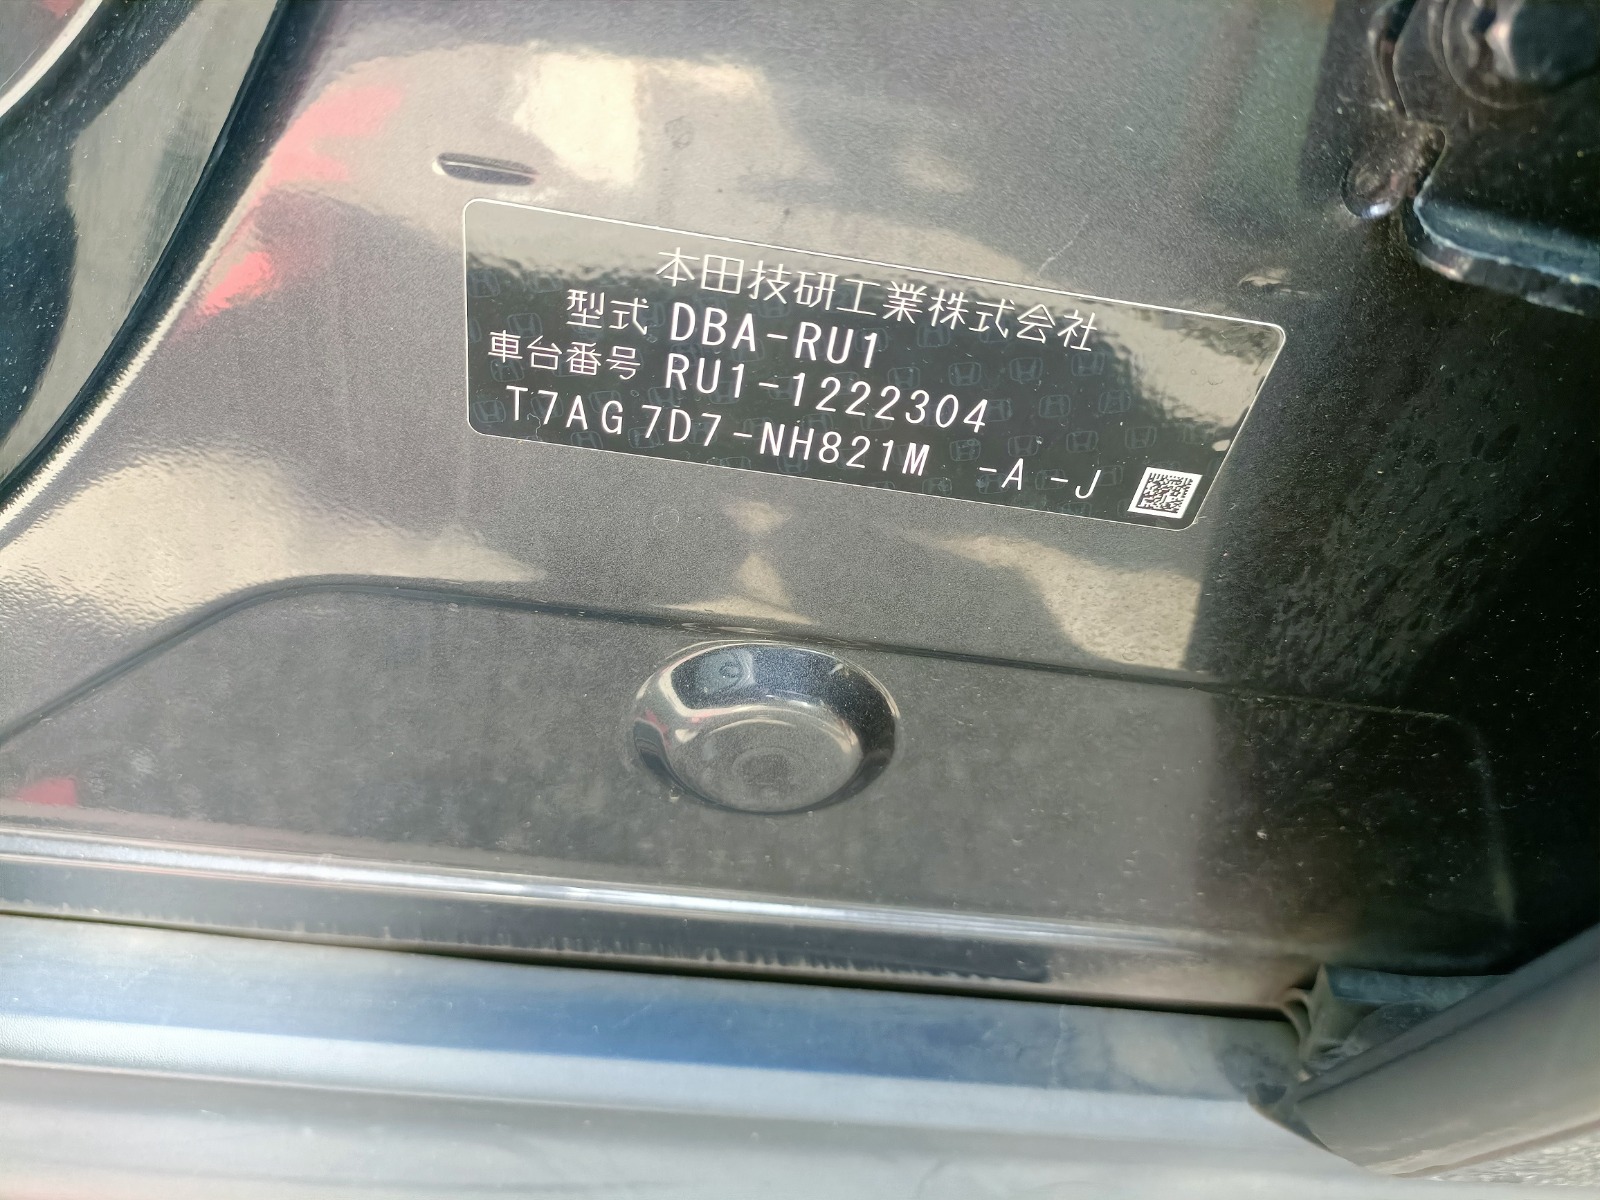 本田技研工業株式会社
型式 DBA-RU1
車台番号 RU1-1222304
T7AG7D7-NH821M -A-J